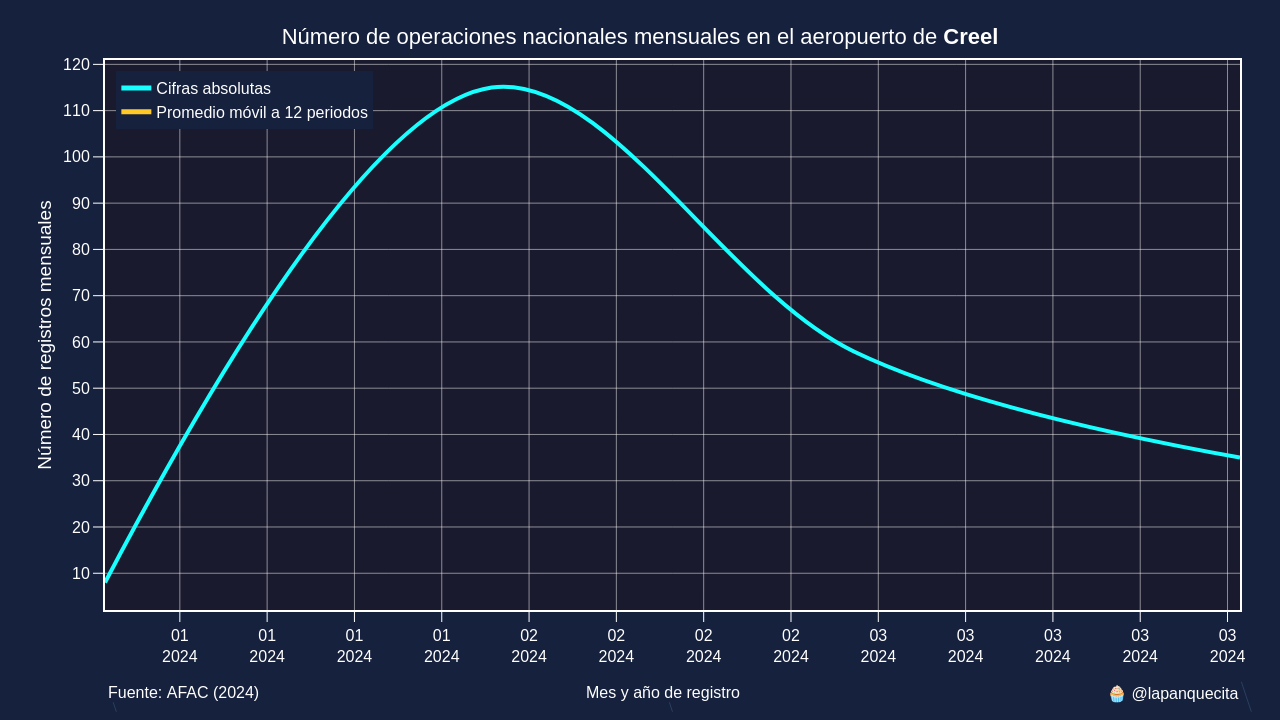 Número de operaciones nacionales mensuales en el aeropuerto de Creel
Cifras absolutas
Promedio móvil a 12 periodos
Número de registros mensuales
120
110
100
90
80
70
60
50
40
30
20
10
01 01 01 01 02 02 02 02 03 03 03 03 03
2024 2024 2024 2024 2024 2024 2024 2024 2024 2024 2024 2024 2024
Fuente: AFAC (2024) Mes y año de registro 🧁 @lapanquecita